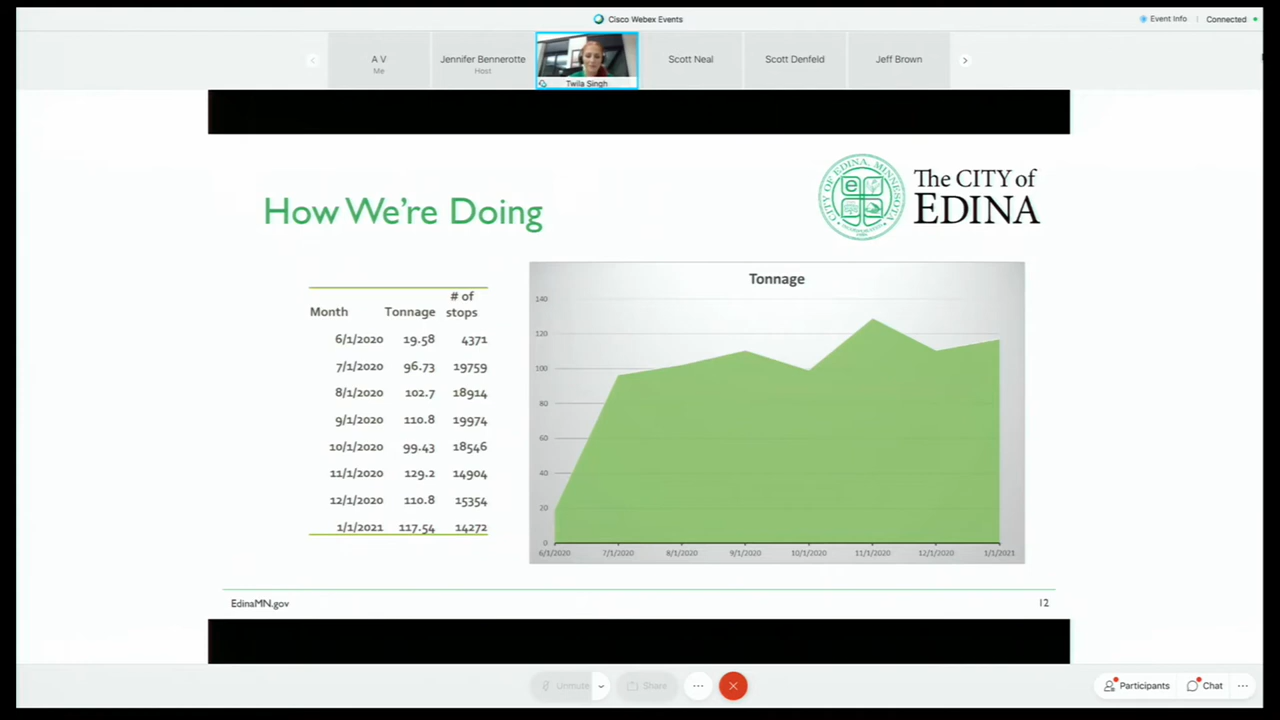 Cisco Webex Events
Event Info
Connected
A V
Me
Jennifer Bennerotte
Host
Twila Singh
Scott Neal
Scott Denfeld
Jeff Brown
How We're Doing
CITY OF EDINA, MINNESOTA
e
The CITY of
EDINA
Month Tonnage # of stops
6/1/2020 19.58 4371
7/1/2020 96.73 19759
8/1/2020 102.7 18914
9/1/2020 110.8 19974
10/1/2020 99.43 18546
11/1/2020 129.2 14904
12/1/2020 110.8 15354
1/1/2021 117.54 14272
Tonnage
140
120
100
80
60
40
20
0
6/1/2020 7/1/2020 8/1/2020 9/1/2020 10/1/2020 11/1/2020 12/1/2020 1/1/2021
EdinaMN.gov
12
Unmute
Share
Participants
Chat